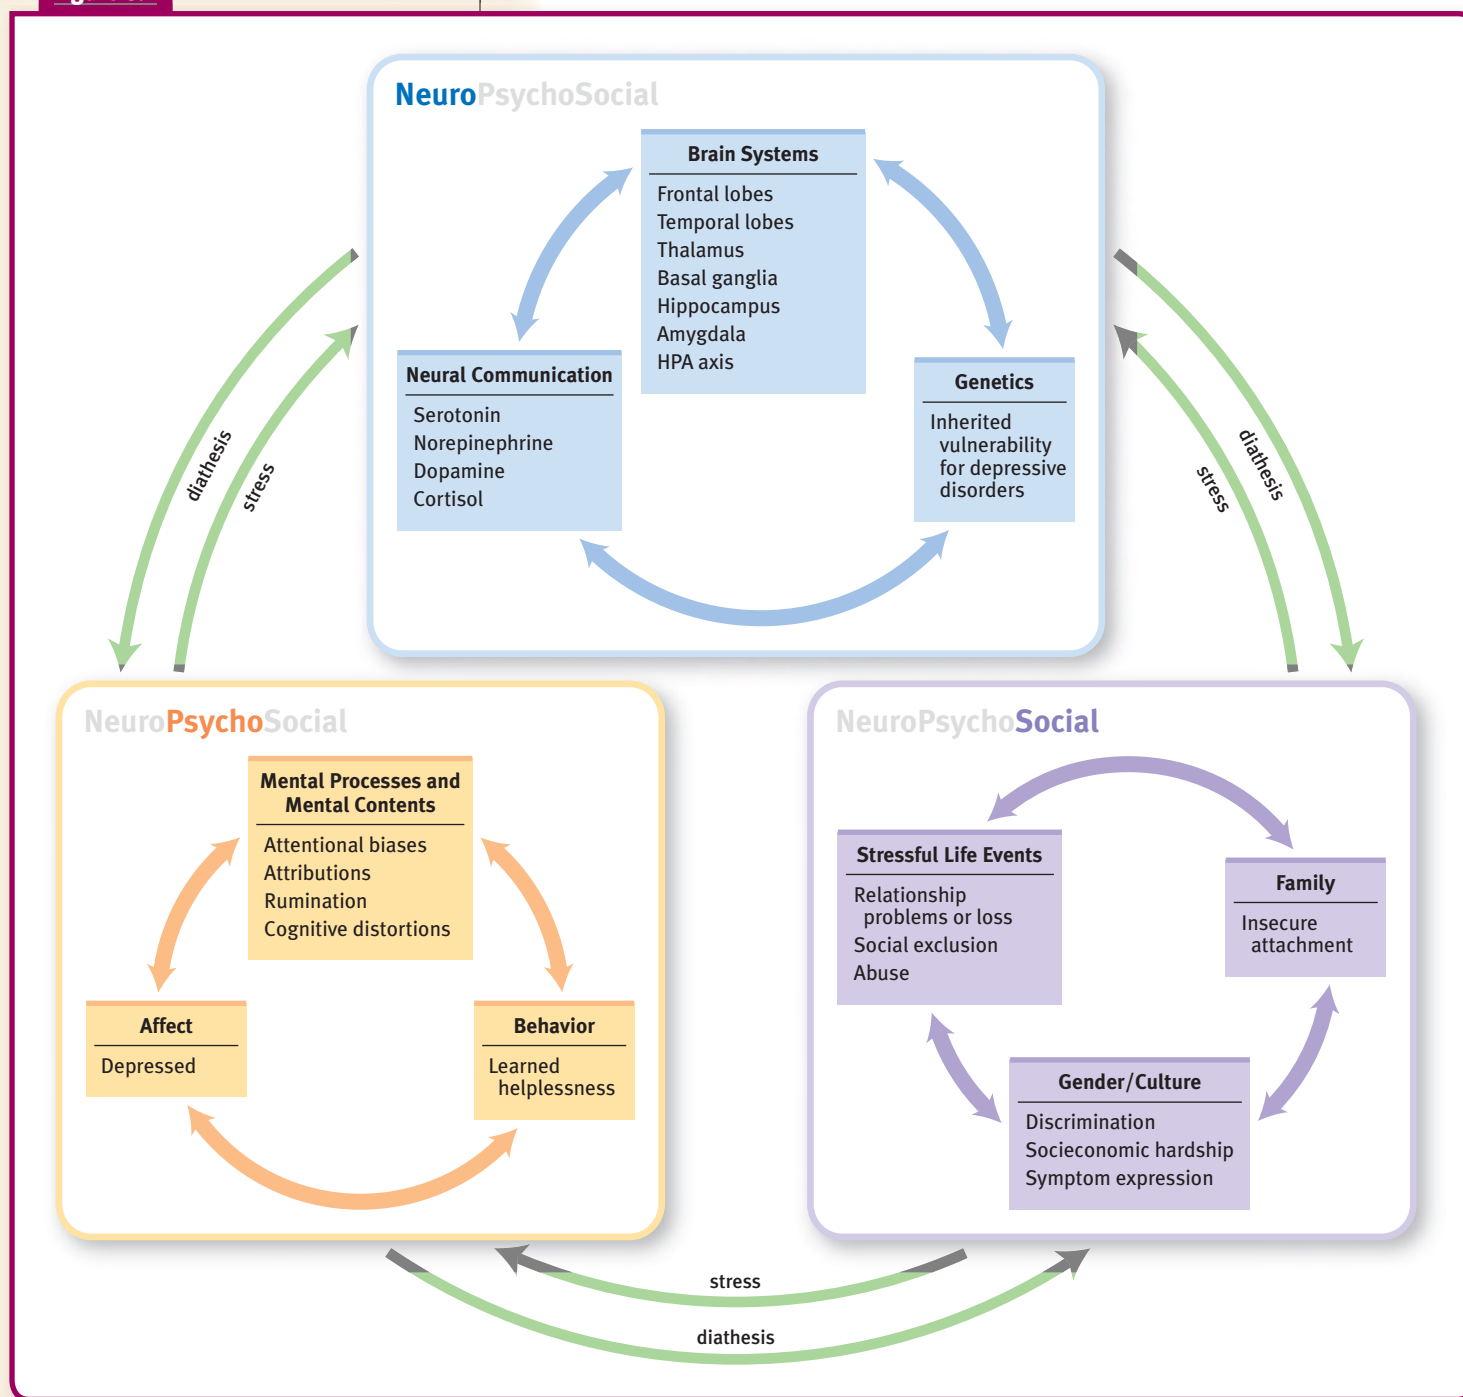 NeuroPsychoSocial
Brain Systems
Frontal lobes
Temporal lobes
Thalamus
Basal ganglia
Hippocampus
Amygdala
HPA axis
Neural Communication
Serotonin
Norepinephrine
Dopamine
Cortisol
Genetics
Inherited
vulnerability
for depressive
disorders
diathesis
stress
stress
diathesis
NeuroPsychoSocial
Mental Processes and
Mental Contents
Attentional biases
Attributions
Rumination
Cognitive distortions
Affect
Depressed
Behavior
Learned
helplessness
NeuroPsychoSocial
Stressful Life Events
Relationship
problems or loss
Social exclusion
Abuse
Family
Insecure
attachment
Gender/Culture
Discrimination
Socieconomic hardship
Symptom expression
stress
diathesis